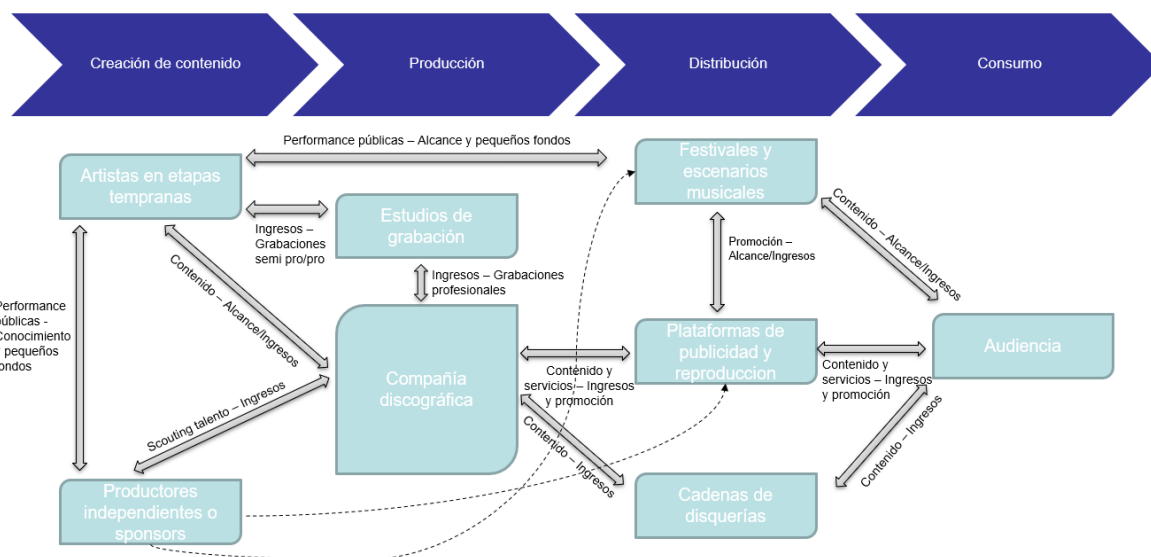 Creación de contenido
Producción
Distribución
Consumo
Performance públicas – Alcance y pequeños fondos
Artistas en etapas
tempranas
Festivales y
escenarios
musicales
Estudios de
grabación
Ingresos –
Grabaciones
semi pro/pro
Contenido – Alcance/Ingresos
Promoción –
Alcance/Ingresos
Contenido – Alcance/Ingresos
Ingresos – Grabaciones
profesionales
Performance
públicas -
Conocimiento
y pequeños
fondos
Compañía
discográfica
Plataformas de
publicidad y
reproduccion
Audiencia
Contenido y
servicios – Ingresos
y promoción
Contenido y
servicios – Ingresos
y promoción
Scouting talento – Ingresos
Contenido – Ingresos
Contenido – Ingresos
Productores
independientes o
sponsors
Cadenas de
disquerías